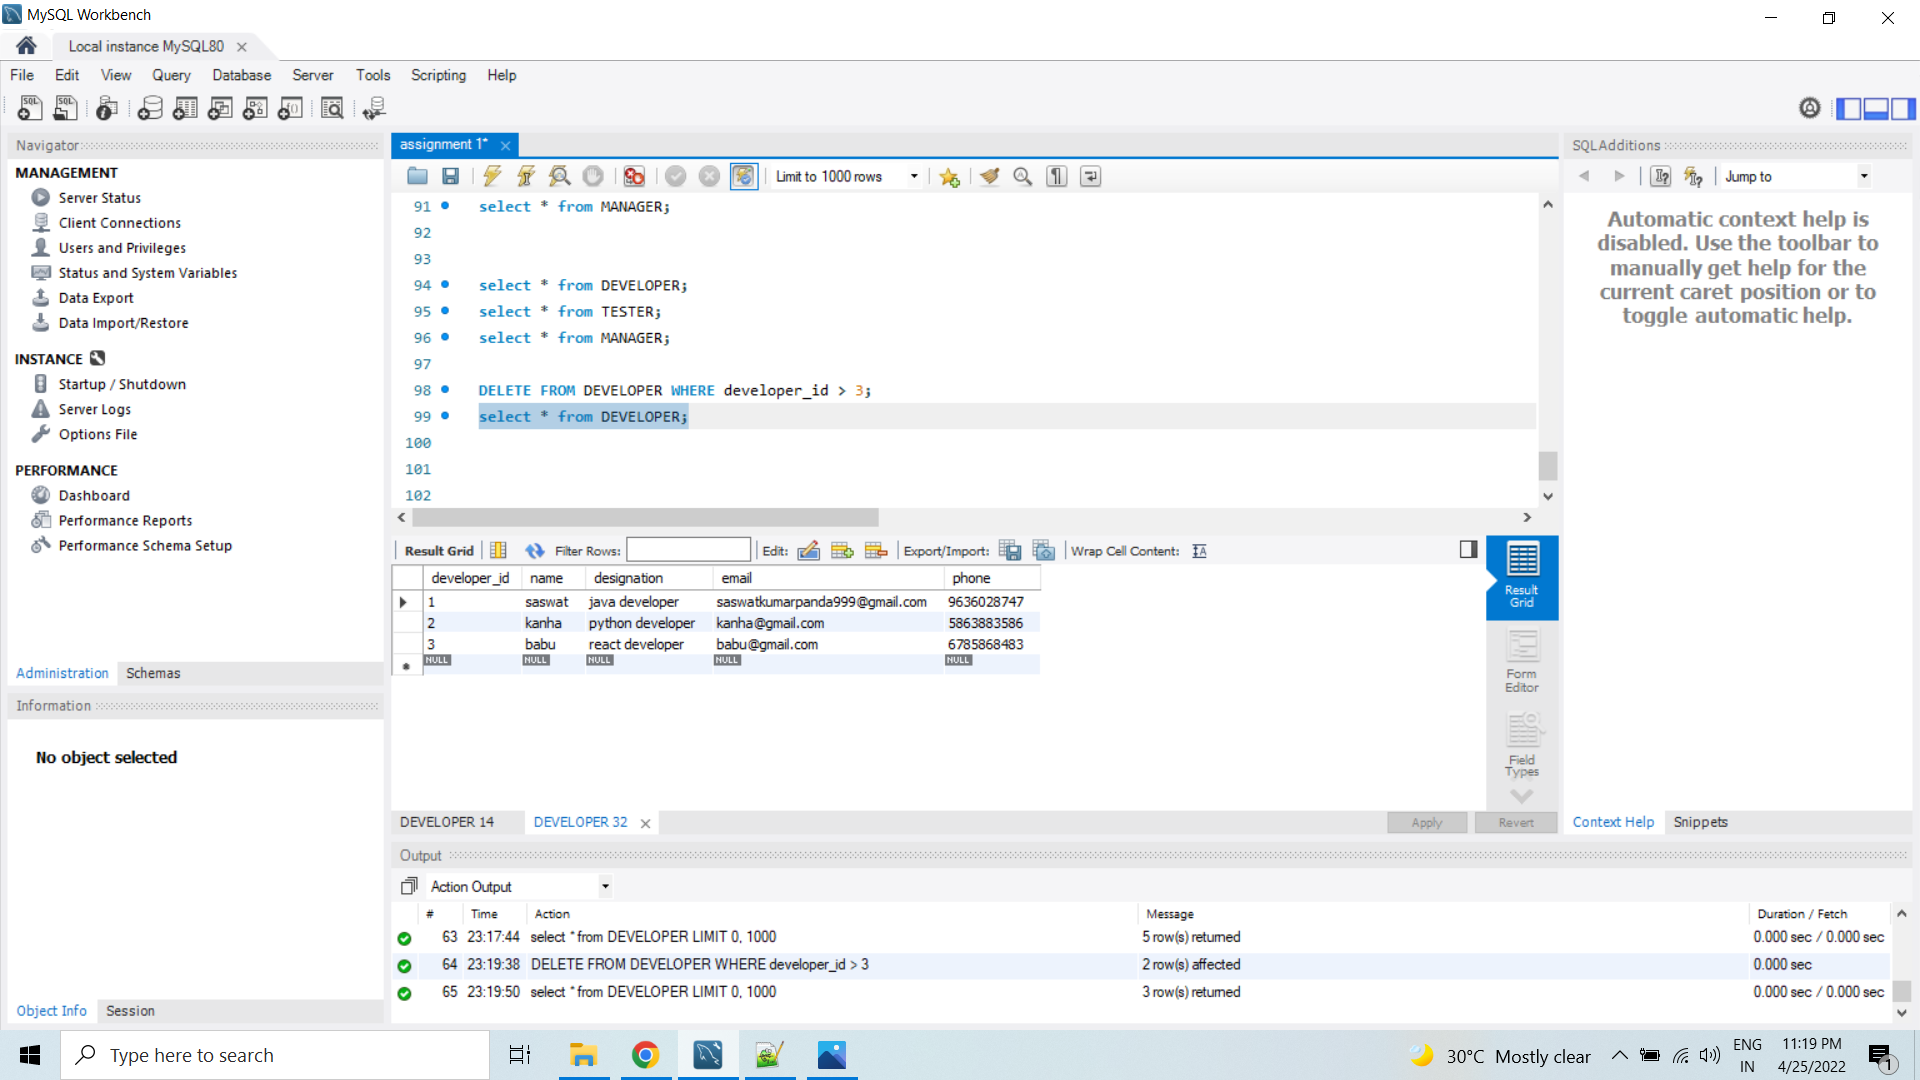 MySQL Workbench
Local instance MySQL80
File Edit View Query Database Server Tools Scripting Help
Navigator
MANAGEMENT
Server Status
Client Connections
Users and Privileges
Status and System Variables
Data Export
Data Import/Restore
INSTANCE
Startup / Shutdown
Server Logs
Options File
PERFORMANCE
Dashboard
Performance Reports
Performance Schema Setup
Administration Schemas
Information
No object selected
Object Info Session
assignment 1*
Limit to 1000 rows
91 select * from MANAGER;
92
93
94 select * from DEVELOPER;
95 select * from TESTER;
96 select * from MANAGER;
97
98 DELETE FROM DEVELOPER WHERE developer_id > 3;
99 select * from DEVELOPER;
100
101
102
Result Grid Filter Rows: Edit: Export/Import: Wrap Cell Content:
developer_id name designation email phone
1 saswat java developer saswatkumarpanda999@gmail.com 9636028747
2 kanha python developer kanha@gmail.com 5863883586
3 babu react developer babu@gmail.com 6785868483
NULL NULL NULL NULL NULL
Result
Grid
Form
Editor
Field
Types
DEVELOPER 14 DEVELOPER 32 Apply Revert
Output
Action Output
# Time Action Message Duration / Fetch
63 23:17:44 select * from DEVELOPER LIMIT 0, 1000 5 row(s) returned 0.000 sec / 0.000 sec
64 23:19:38 DELETE FROM DEVELOPER WHERE developer_id > 3 2 row(s) affected 0.000 sec
65 23:19:50 select * from DEVELOPER LIMIT 0, 1000 3 row(s) returned 0.000 sec / 0.000 sec
SQLAdditions
Jump to
Automatic context help is
disabled. Use the toolbar to
manually get help for the
current caret position or to
toggle automatic help.
Context Help Snippets
Type here to search
30°C Mostly clear
ENG
IN
11:19 PM
4/25/2022
1